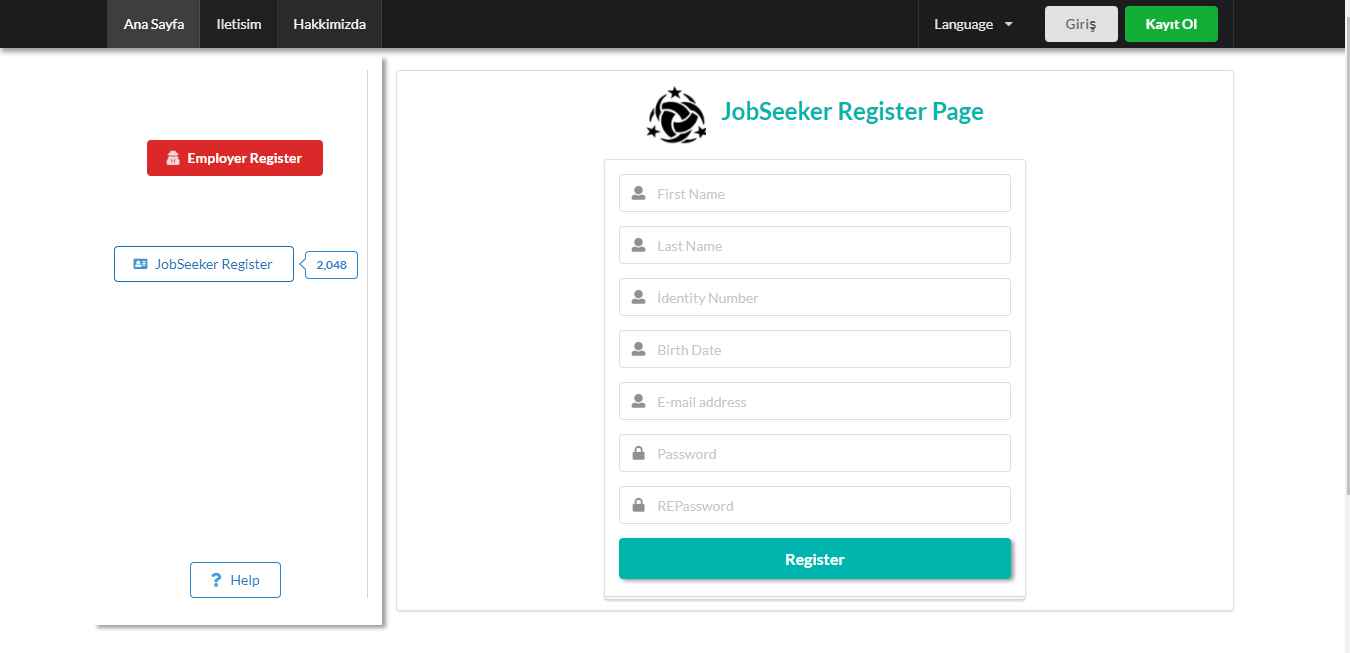 Ana Sayfa Iletisim Hakkimizda Language Giriş Kayıt Ol
JobSeeker Register Page
Employer Register
JobSeeker Register 2,048
Help
First Name
Last Name
İdentity Number
Birth Date
E-mail address
Password
REPassword
Register